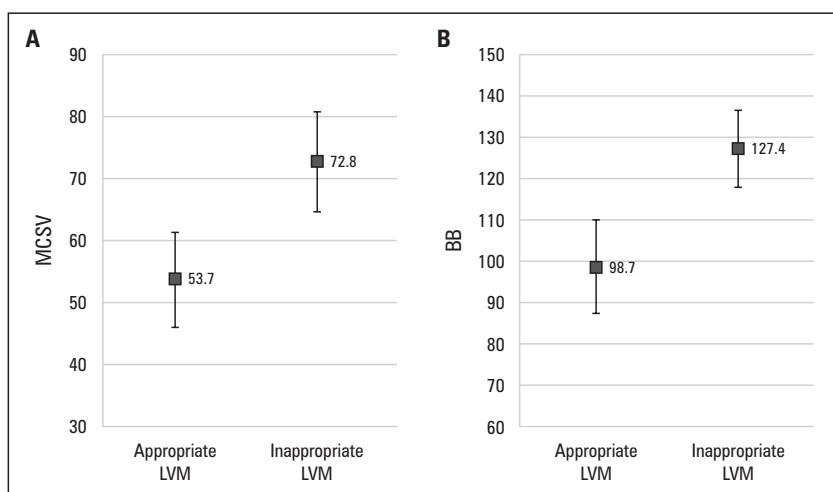 A
MCSV
90
80
70
60
50
40
30
53.7
72.8
Appropriate
LVM
Inappropriate
LVM
B
BB
150
140
130
120
110
100
90
80
70
60
98.7
127.4
Appropriate
LVM
Inappropriate
LVM